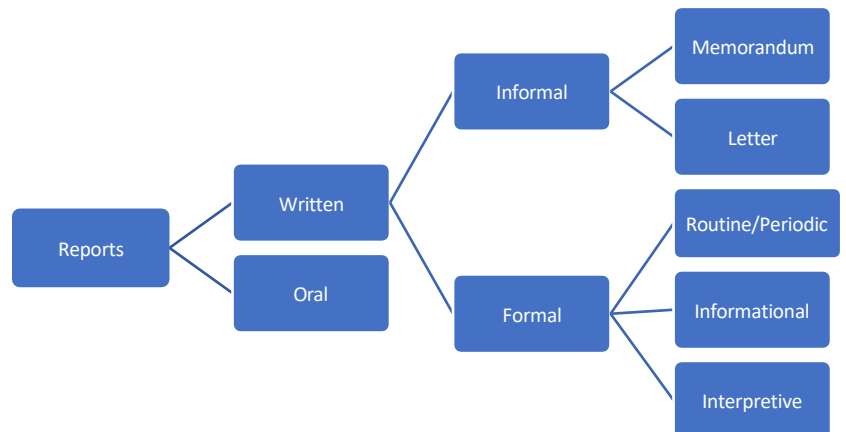 Reports
Written
Oral
Informal
Formal
Memorandum
Letter
Routine/Periodic
Informational
Interpretive